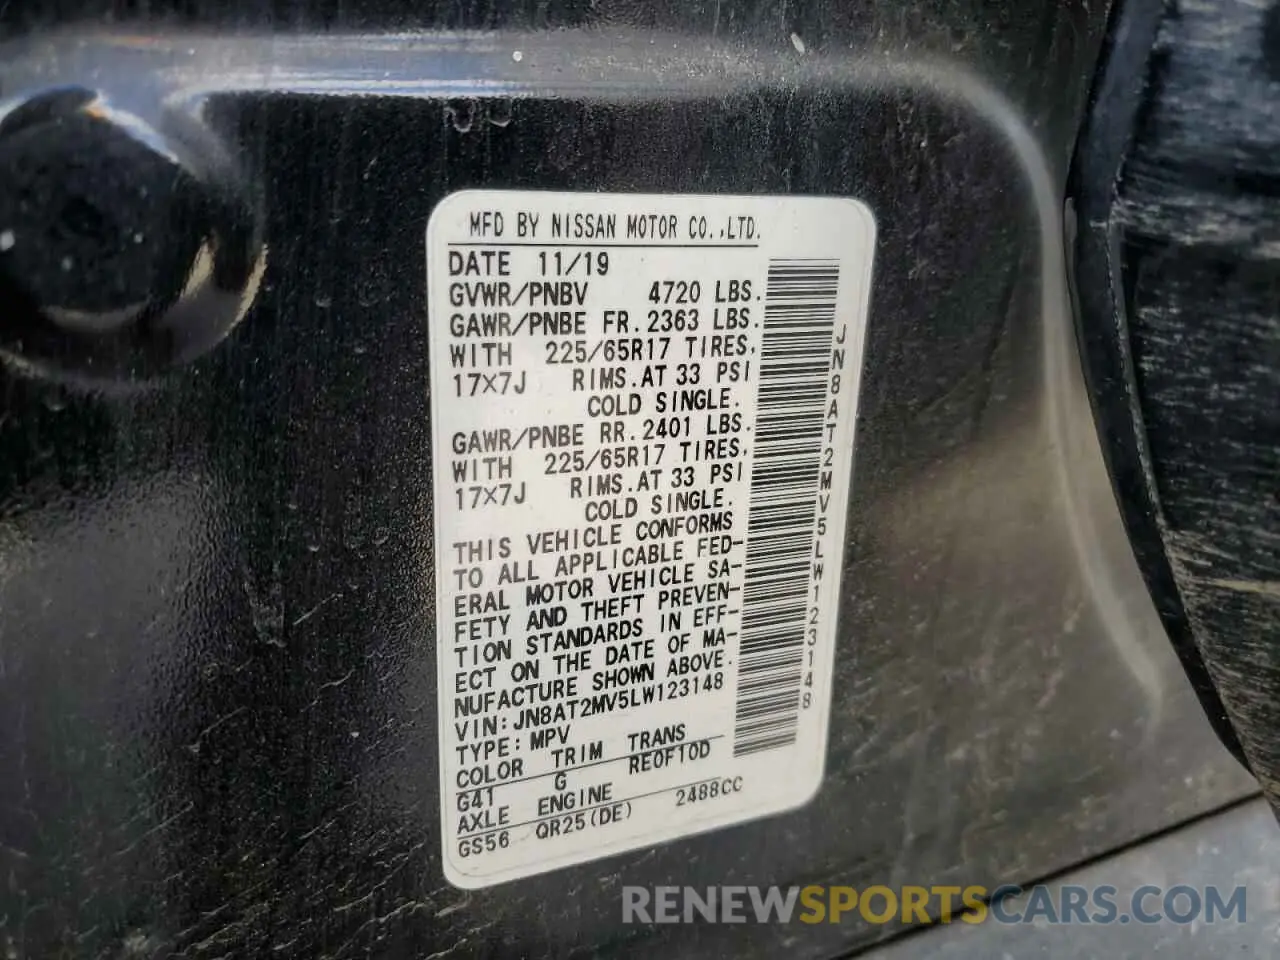 MFD BY NISSAN MOTOR CO.,LTD.
DATE 11/19
GVWR/PNBV 4720 LBS.
GAWR/PNBE FR.2363 LBS.
WITH 225/65R17 TIRES,
17×7J RIMS.AT 33 PSI
COLD SINGLE.
GAWR/PNBE RR.2401 LBS.
WITH 225/65R17 TIRES,
17×7J RIMS.AT 33 PSI
COLD SINGLE.
THIS VEHICLE CONFORMS
TO ALL APPLICABLE FED-
ERAL MOTOR VEHICLE SA-
FETY AND THEFT PREVEN-
TION STANDARDS IN EFF-
ECT ON THE DATE OF MA-
NUFACTURE SHOWN ABOVE.
VIN:JN8AT2MV5LW123148
TYPE:MPV
COLOR TRIM TRANS
G41 G RE0F10D
AXLE ENGINE
GS56 QR25(DE) 2488CC
JN8AT2MV5LW123148
RENEWSPORTSCARS.COM